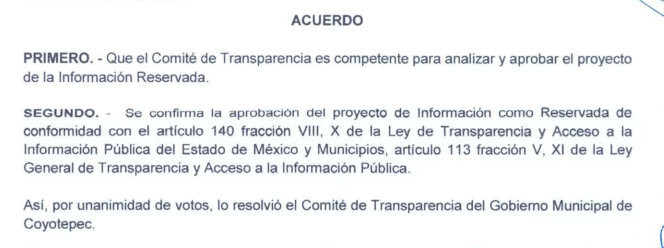 ACUERDO
PRIMERO. - Que el Comité de Transparencia es competente para analizar y aprobar el proyecto
de la Información Reservada.
SEGUNDO. - Se confirma la aprobación del proyecto de Información como Reservada de
conformidad con el artículo 140 fracción VIII, X de la Ley de Transparencia y Acceso a la
Información Pública del Estado de México y Municipios, artículo 113 fracción V, XI de la Ley
General de Transparencia y Acceso a la Información Pública.
Así, por unanimidad de votos, lo resolvió el Comité de Transparencia del Gobierno Municipal de
Coyotepec.